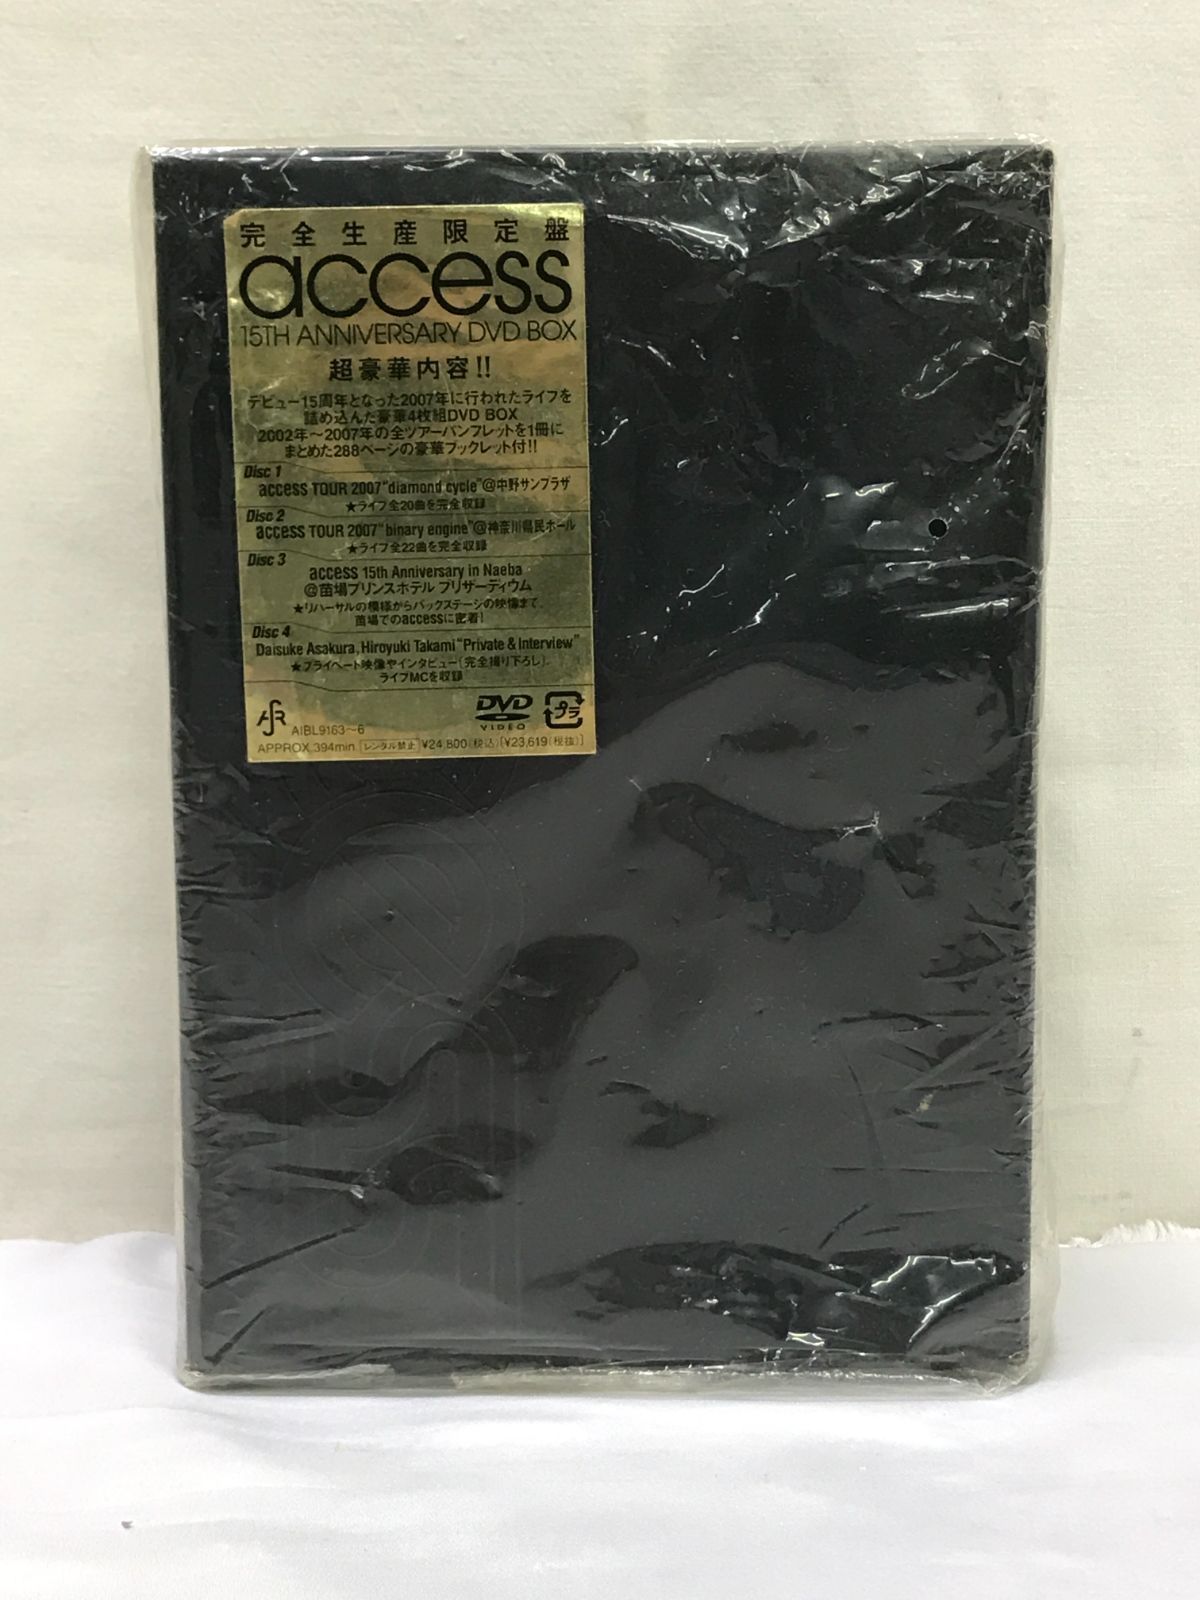 完全生産限定盤
access
15TH ANNIVERSARY DVD BOX
超豪華内容!!
デビュー15周年となった2007年に行われたライブを
詰め込んだ豪華4枚組DVD BOX
2002年〜2007年の全ツアーパンフレットを1冊に
まとめた288ページの豪華ブックレット付!!
Disc 1
access TOUR 2007 "diamond cycle" @中野サンプラザ
★ライブ全20曲を完全収録
Disc 2
access TOUR 2007 "binary engine" @神奈川県民ホール
★ライブ全22曲を完全収録
Disc 3
access 15th Anniversary in Naeba
@苗場プリンスホテル ブリザーディウム
★リハーサルの模様からバックステージの映像まで、
苗場でのaccessに密着!
Disc 4
Daisuke Asakura, Hiroyuki Takami "Private & Interview"
★プライベート映像やインタビュー(完全撮り下ろし)、
ライブMCを収録
DVD VIDEO プラ
AIBL9163〜6
APPROX. 394min. レンタル禁止 ¥24,800(税込)[¥23,619(税抜)]